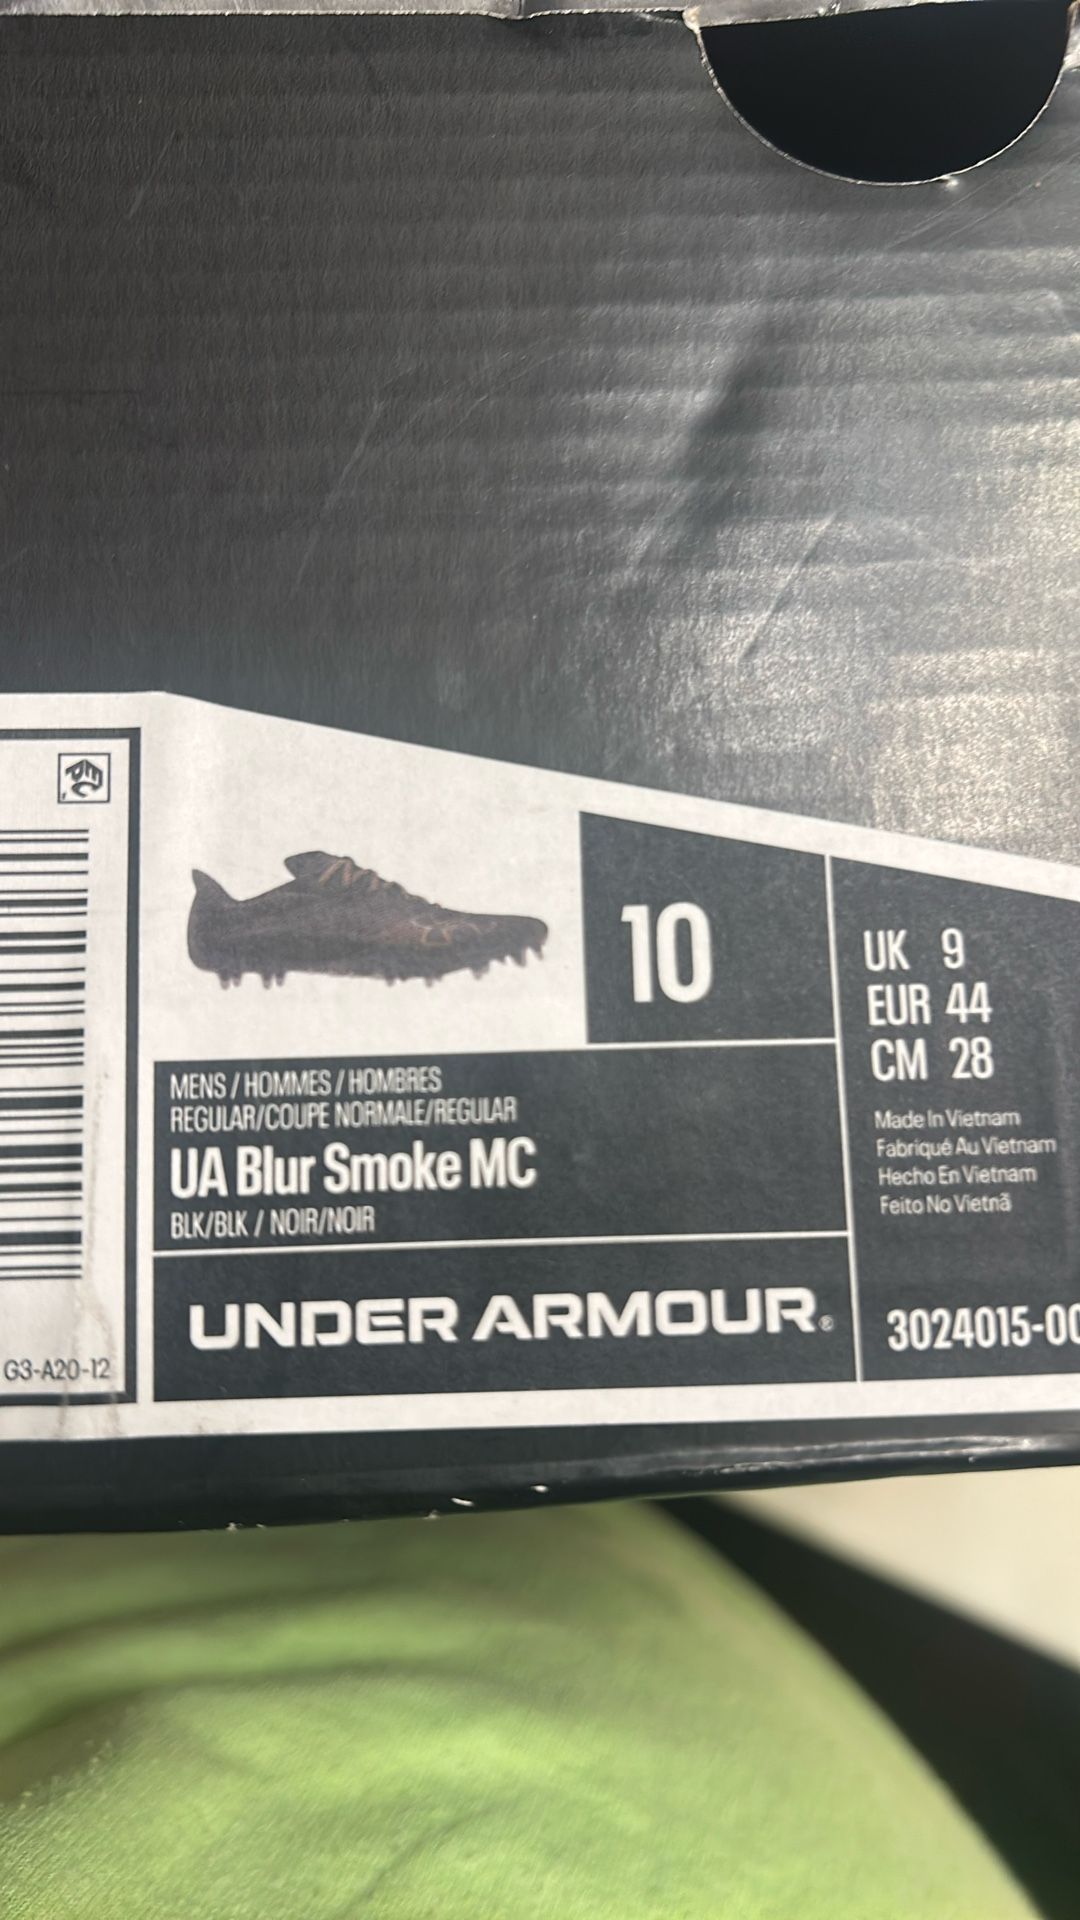 10
UK 9
EUR 44
CM 28
MENS / HOMMES / HOMBRES
REGULAR/COUPE NORMALE/REGULAR
UA Blur Smoke MC
BLK/BLK / NOIR/NOIR
Made In Vietnam
Fabriqué Au Vietnam
Hecho En Vietnam
Feito No Vietnã
UNDER ARMOUR®
3024015-00
G3-A20-12